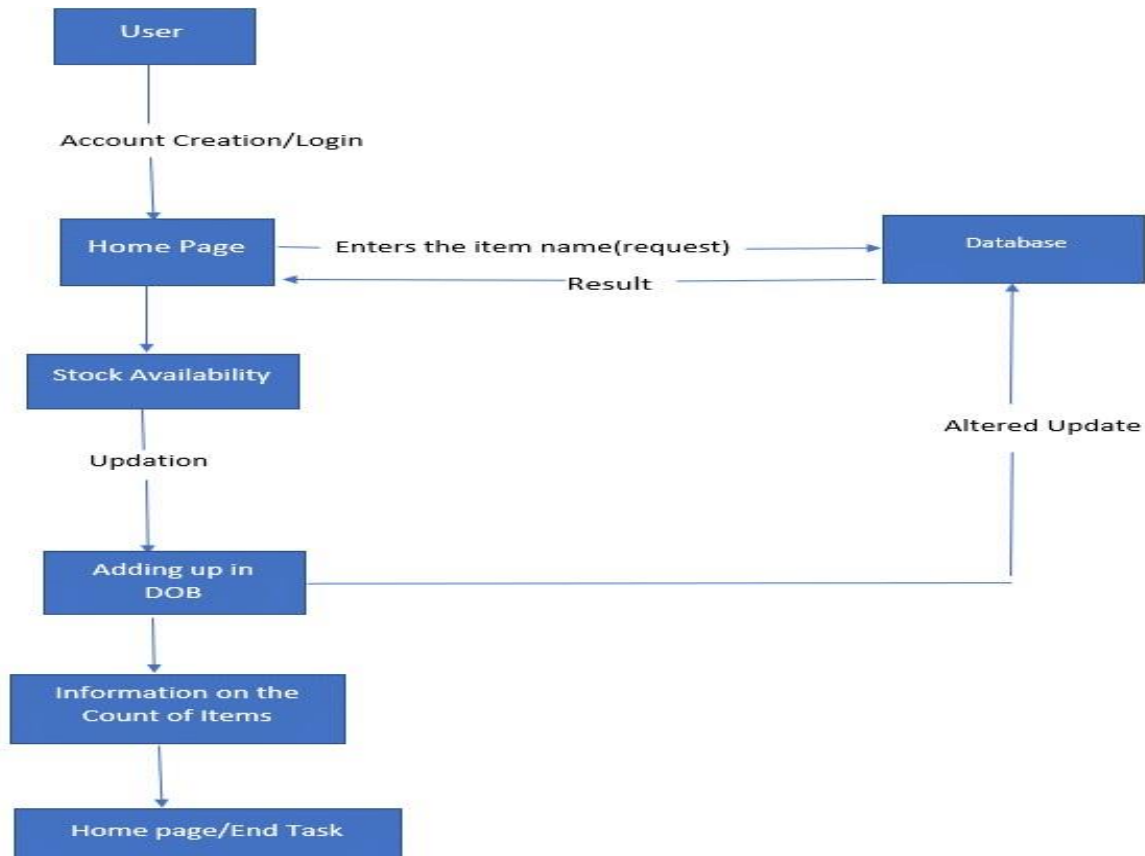 User
Account Creation/Login
Home Page
Enters the item name(request)
Database
Result
Stock Availability
Altered Update
Updation
Adding up in
DOB
Information on the
Count of Items
Home page/End Task